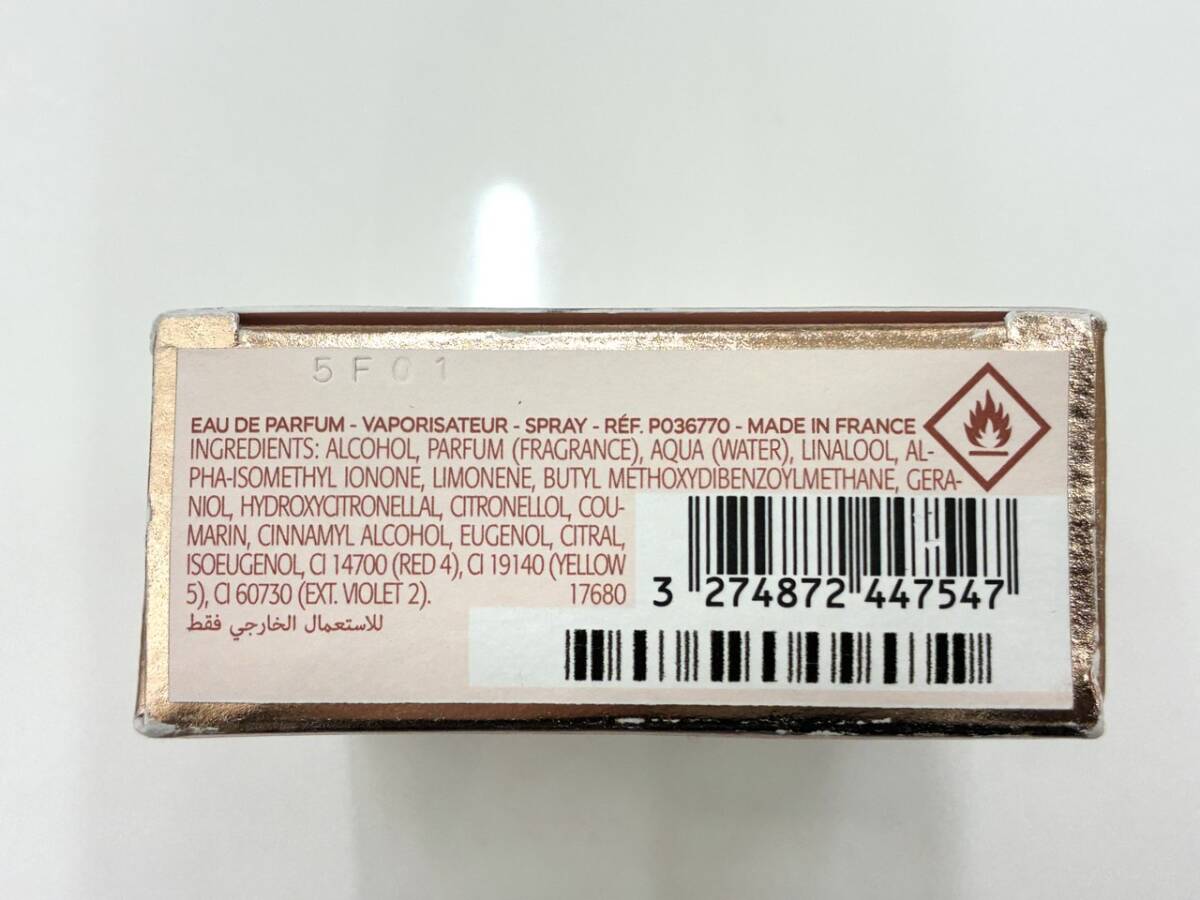 5F01
EAU DE PARFUM - VAPORISATEUR - SPRAY - RÉF. P036770 - MADE IN FRANCE
INGREDIENTS: ALCOHOL, PARFUM (FRAGRANCE), AQUA (WATER), LINALOOL, AL-
PHA-ISOMETHYL IONONE, LIMONENE, BUTYL METHOXYDIBENZOYLMETHANE, GERA-
NIOL, HYDROXYCITRONELLAL, CITRONELLOL, COU-
MARIN, CINNAMYL ALCOHOL, EUGENOL, CITRAL,
ISOEUGENOL, CI 14700 (RED 4), CI 19140 (YELLOW
5), CI 60730 (EXT. VIOLET 2). 17680
للاستعمال الخارجي فقط
H
3 274872 447547